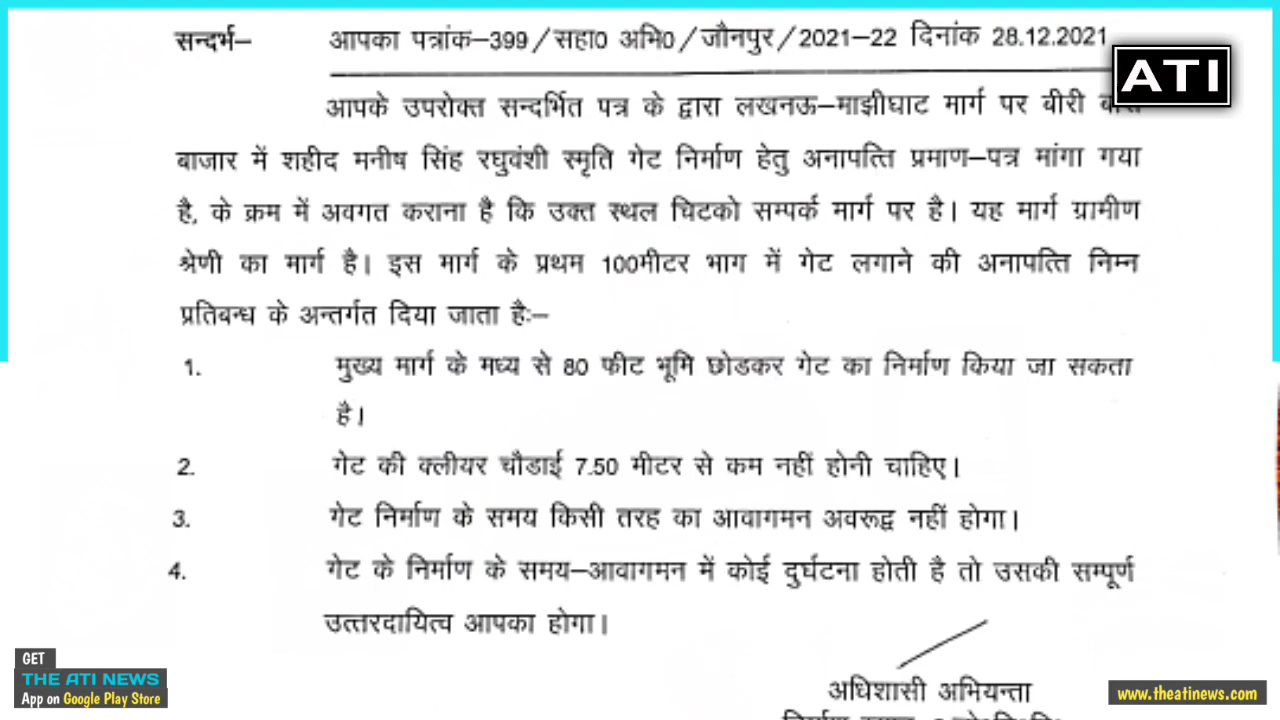 सन्दर्भ– आपका पत्रांक–399/सहा0 अभि0/जौनपुर/2021–22 दिनांक 28.12.2021
ATI
आपके उपरोक्त सन्दर्भित पत्र के द्वारा लखनऊ–माझीघाट मार्ग पर बीरी
बाजार में शहीद मनीष सिंह रघुवंशी स्मृति गेट निर्माण हेतु अनापत्ति प्रमाण–पत्र मांगा गया
है, के क्रम में अवगत कराना है कि उक्त स्थल चिटको सम्पर्क मार्ग पर है। यह मार्ग ग्रामीण
श्रेणी का मार्ग है। इस मार्ग के प्रथम 100मीटर भाग में गेट लगाने की अनापत्ति निम्न
प्रतिबन्ध के अन्तर्गत दिया जाता हैः–
1. मुख्य मार्ग के मध्य से 80 फीट भूमि छोडकर गेट का निर्माण किया जा सकता
है।
2. गेट की क्लीयर चौडाई 7.50 मीटर से कम नहीं होनी चाहिए।
3. गेट निर्माण के समय किसी तरह का आवागमन अवरूद्व नहीं होगा।
4. गेट के निर्माण के समय–आवागमन में कोई दुर्घटना होती है तो उसकी सम्पूर्ण
उत्तरदायित्व आपका होगा।
अधिशासी अभियन्ता
GET
THE ATI NEWS
App on Google Play Store
www.theatinews.com